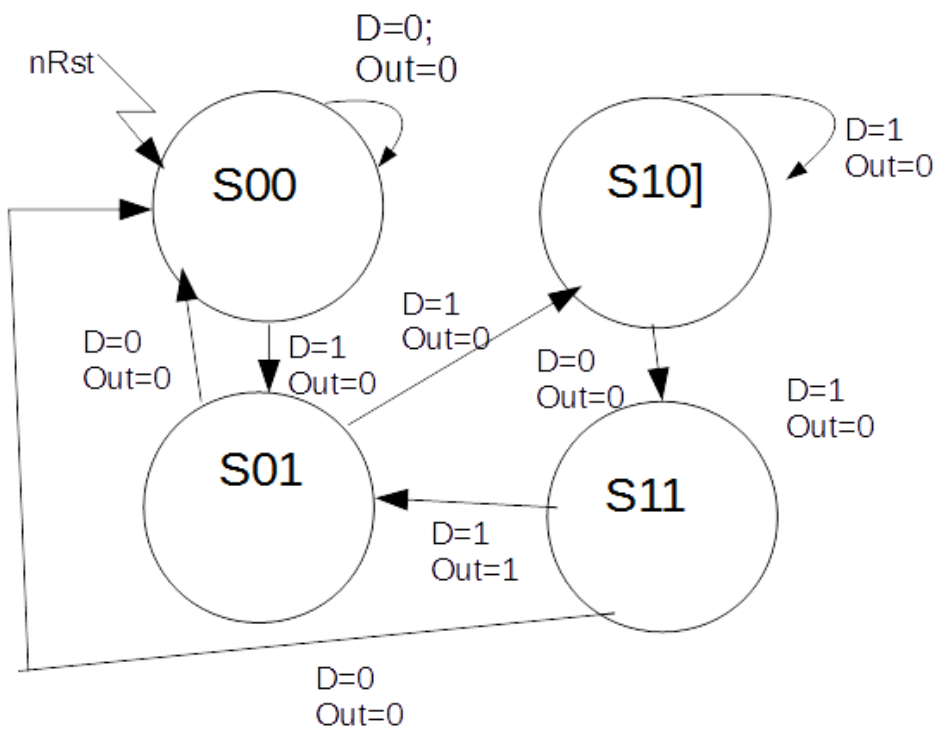 D=0;
Out=0
nRst
S00
S10]
D=1
Out=0
D=1
Out=0
D=0
Out=0
D=1
Out=0
D=0
Out=0
D=1
Out=0
S01
S11
D=1
Out=1
D=0
Out=0